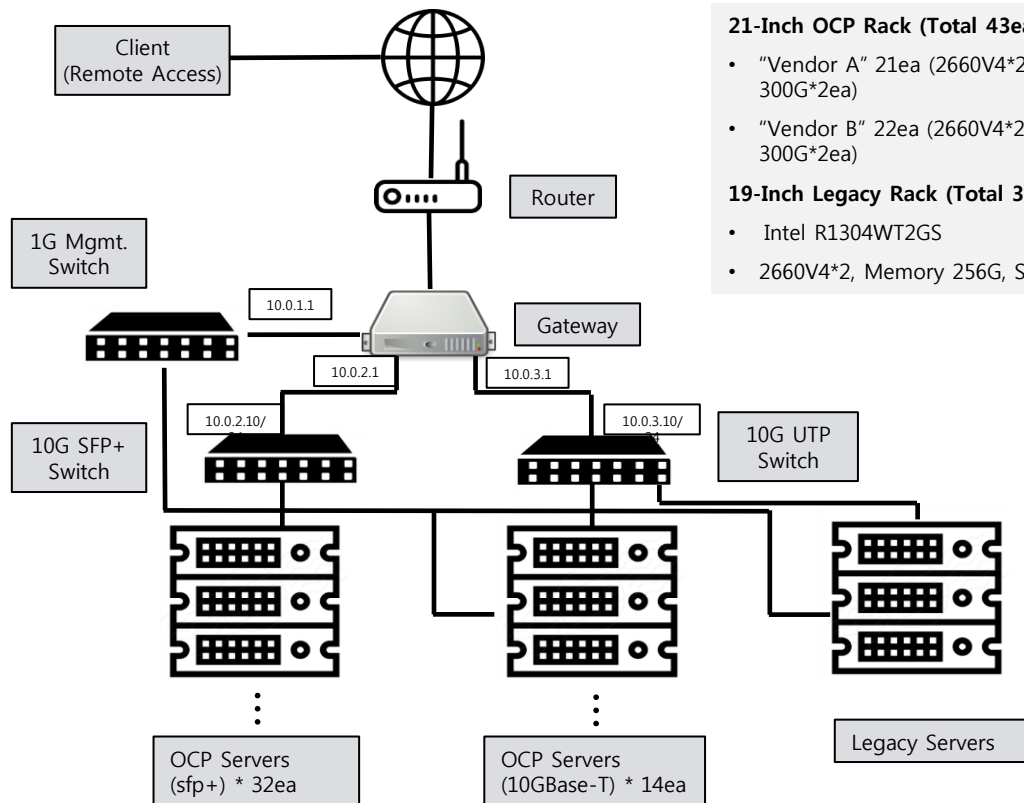 Client
(Remote Access)
21-Inch OCP Rack (Total 43ea
• "Vendor A" 21ea (2660V4*2
300G*2ea)
• "Vendor B" 22ea (2660V4*2
300G*2ea)
19-Inch Legacy Rack (Total 3
• Intel R1304WT2GS
• 2660V4*2, Memory 256G, S
Router
1G Mgmt.
Switch
10.0.1.1
Gateway
10.0.2.1
10.0.3.1
10G SFP+
Switch
10.0.2.10/
10.0.3.10/
10G UTP
Switch
OCP Servers
(sfp+) * 32ea
OCP Servers
(10GBase-T) * 14ea
Legacy Servers